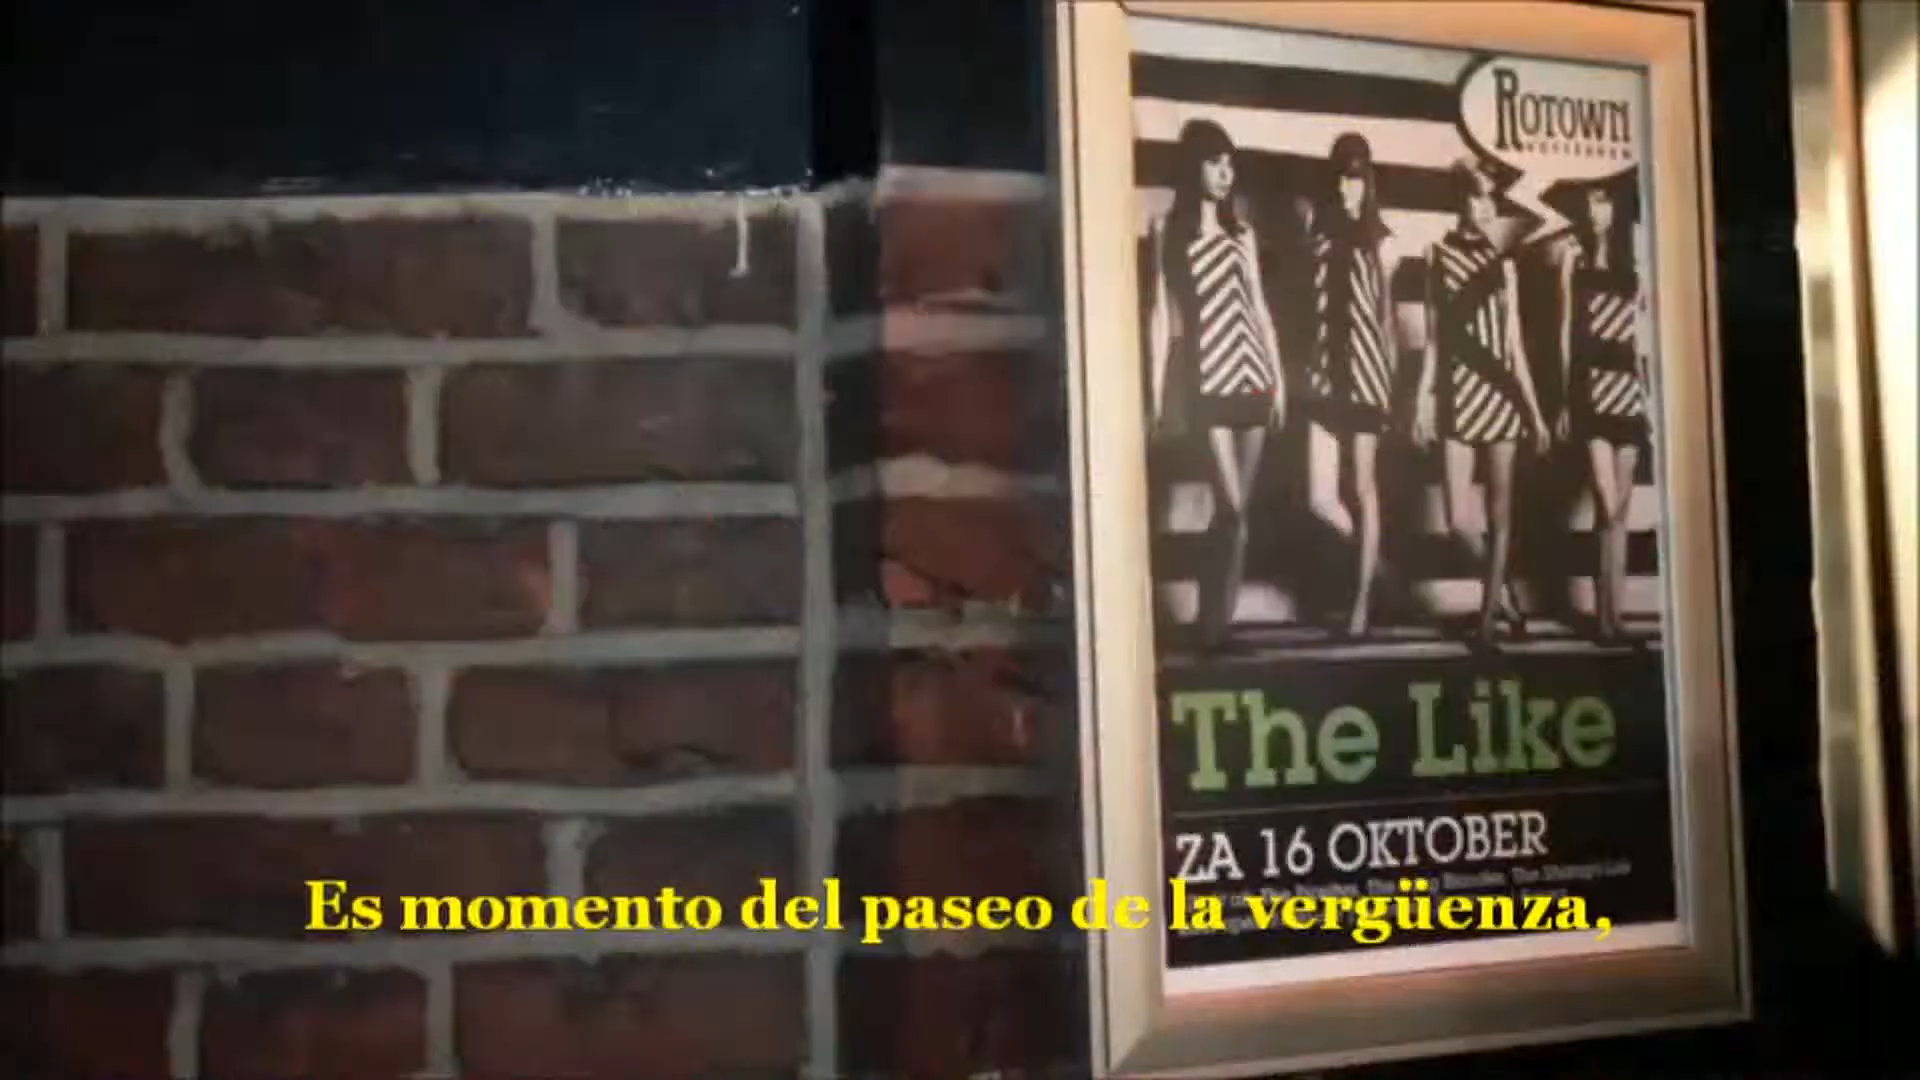 ROTOWN
The Like
ZA 16 OKTOBER
Es momento del paseo de la vergüenza,